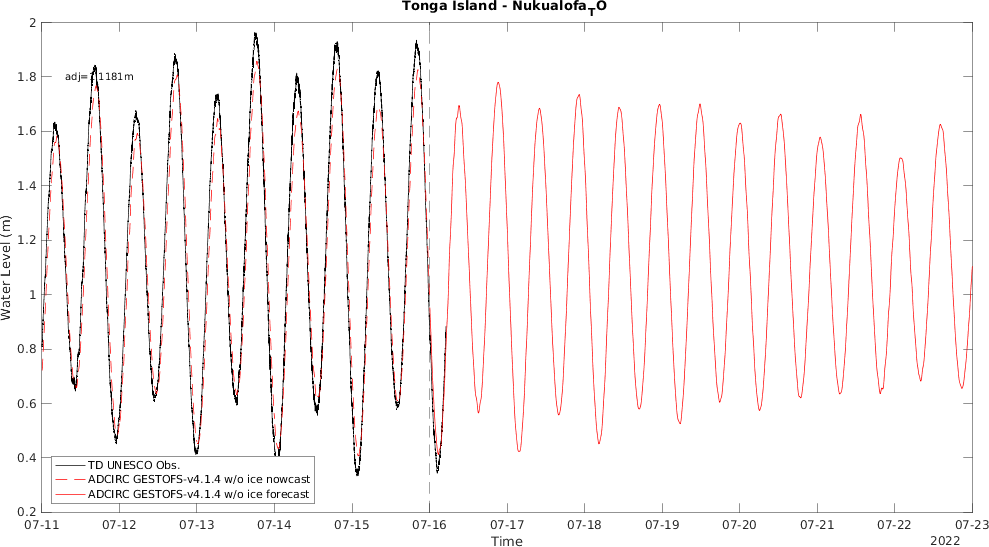 Tonga Island - NukualofaTO
Water Level (m)
2
1.8
1.6
1.4
1.2
1
0.8
0.6
0.4
0.2
TD UNESCO Obs.
ADCIRC GESTOFS-v4.1.4 w/o ice nowcast
ADCIRC GESTOFS-v4.1.4 w/o ice forecast
07-11 07-12 07-13 07-14 07-15 07-16 07-17 07-18 07-19 07-20 07-21 07-22 07-23
Time
2022